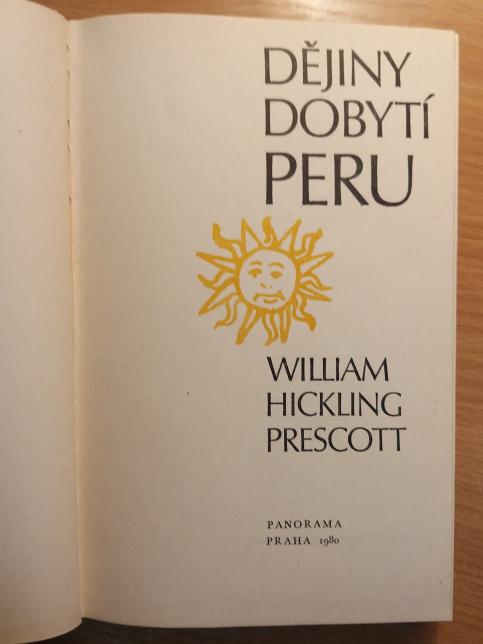 DĚJINY
DOBYTÍ
PERU
WILLIAM
HICKLING
PRESCOTT
PANORAMA
PRAHA 1980